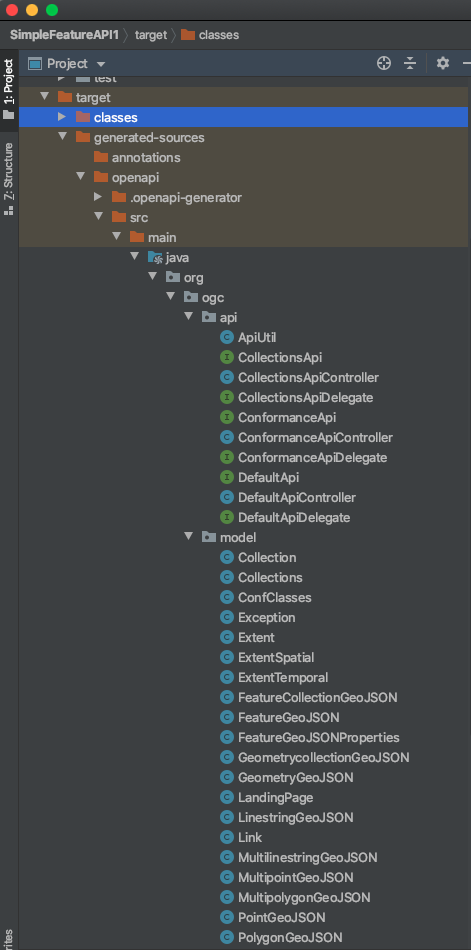 SimpleFeatureAPI1 target classes
1: Project
Z: Structure
Project
test
target
classes
generated-sources
annotations
openapi
.openapi-generator
src
main
java
org
ogc
api
ApiUtil
CollectionsApi
CollectionsApiController
CollectionsApiDelegate
ConformanceApi
ConformanceApiController
ConformanceApiDelegate
DefaultApi
DefaultApiController
DefaultApiDelegate
model
Collection
Collections
ConfClasses
Exception
Extent
ExtentSpatial
ExtentTemporal
FeatureCollectionGeoJSON
FeatureGeoJSON
FeatureGeoJSONProperties
GeometrycollectionGeoJSON
GeometryGeoJSON
LandingPage
LinestringGeoJSON
Link
MultilinestringGeoJSON
MultipointGeoJSON
MultipolygonGeoJSON
PointGeoJSON
PolygonGeoJSON